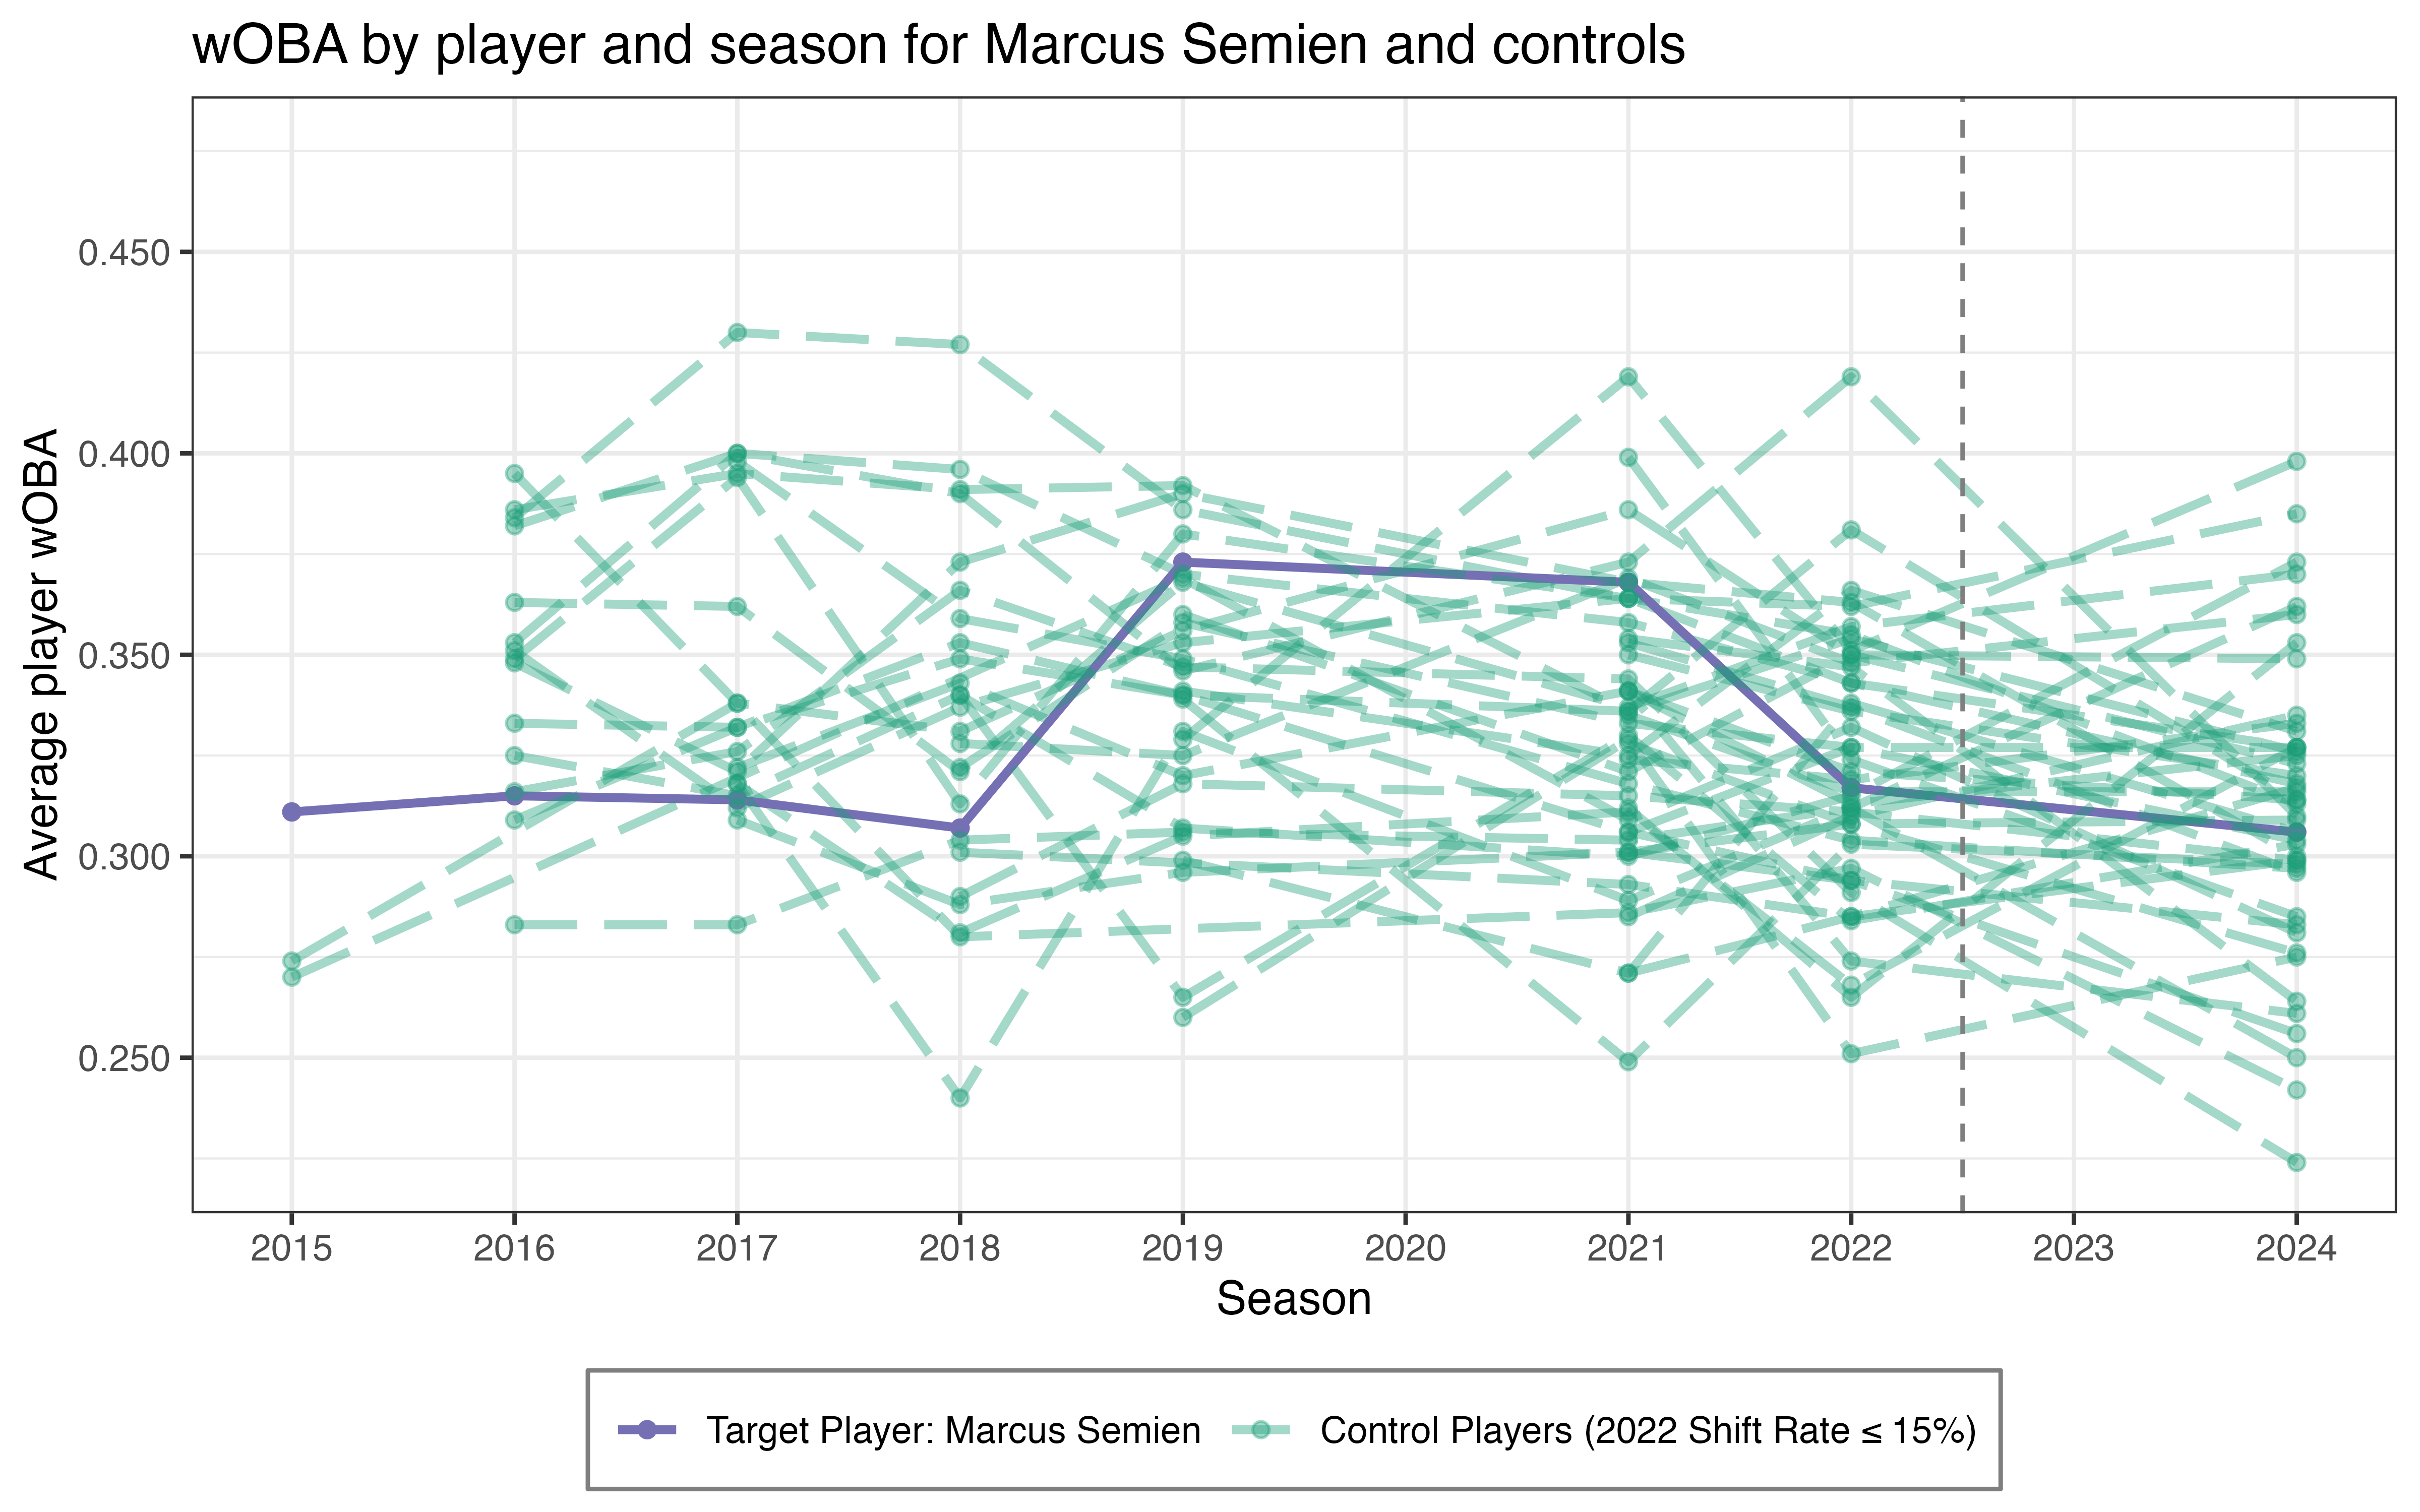 wOBA by player and season for Marcus Semien and controls
Average player wOBA
0.450
0.400
0.350
0.300
0.250
2015 2016 2017 2018 2019 2020 2021 2022 2023 2024
Season
Target Player: Marcus Semien Control Players (2022 Shift Rate ≤ 15%)